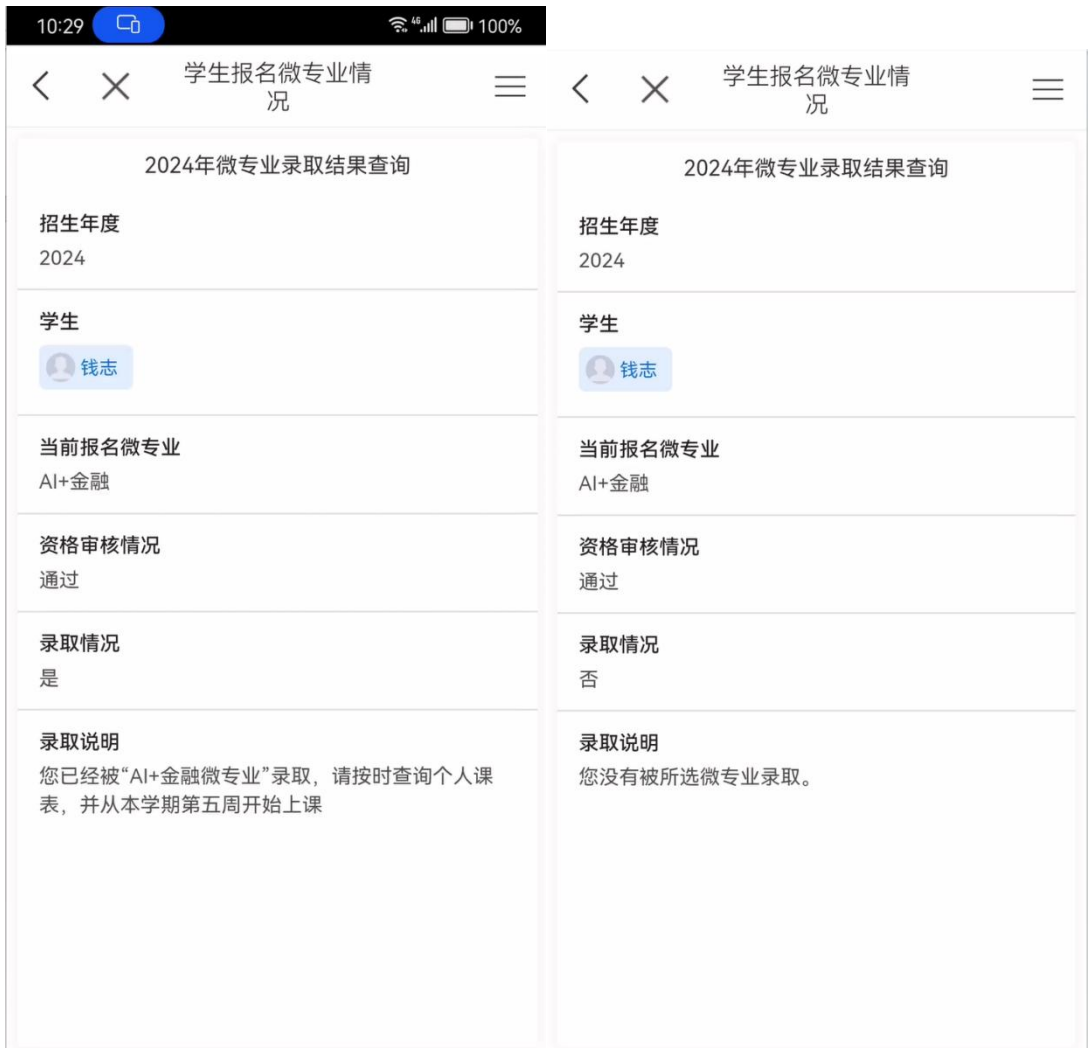 10:29
46
100%
学生报名微专业情
况
2024年微专业录取结果查询
招生年度
2024
学生
钱志
当前报名微专业
AI+金融
资格审核情况
通过
录取情况
是
录取说明
您已经被“AI+金融微专业”录取，请按时查询个人课
表，并从本学期第五周开始上课
学生报名微专业情
况
2024年微专业录取结果查询
招生年度
2024
学生
钱志
当前报名微专业
AI+金融
资格审核情况
通过
录取情况
否
录取说明
您没有被所选微专业录取。